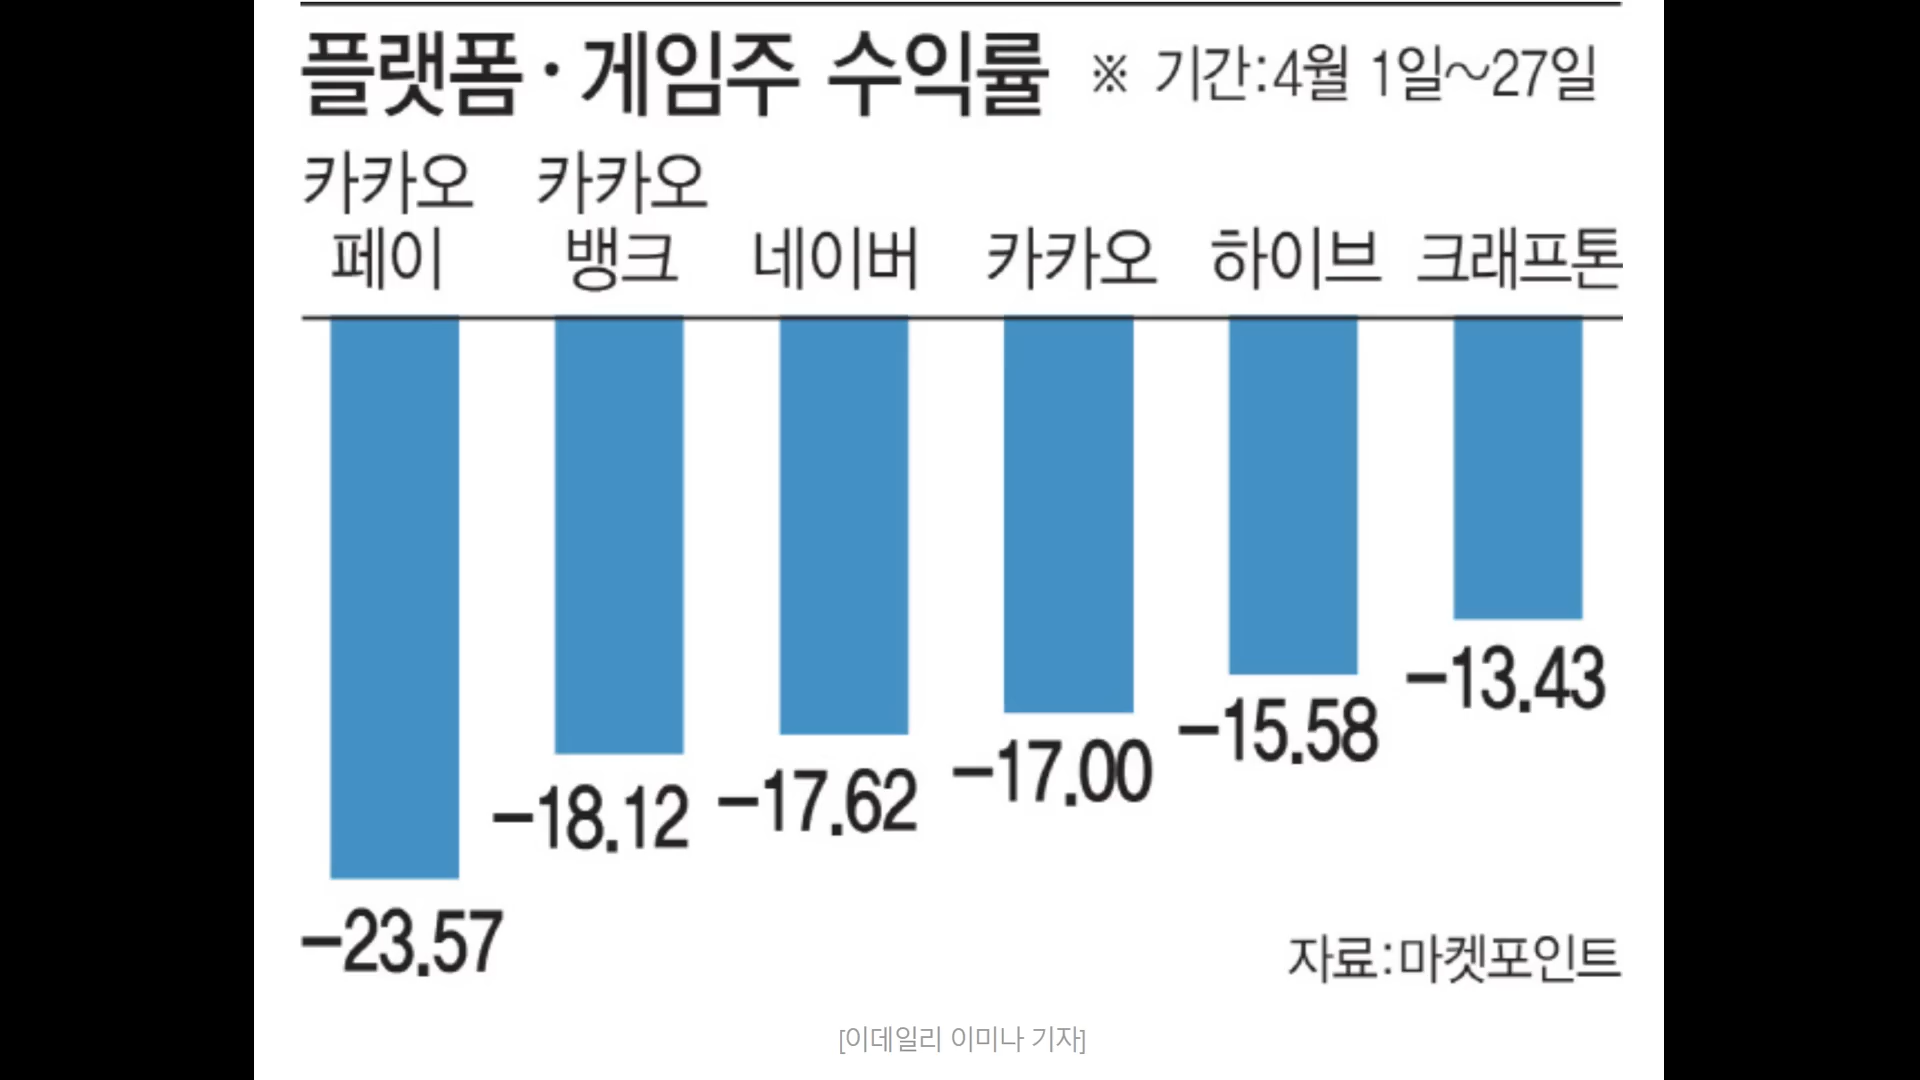 플랫폼·게임주 수익률 ※ 기간:4월 1일~27일
카카오 페이
카카오 뱅크
네이버
카카오
하이브
크래프톤
-23.57
-18.12
-17.62
-17.00
-15.58
-13.43
자료:마켓포인트
[이데일리 이미나 기자]